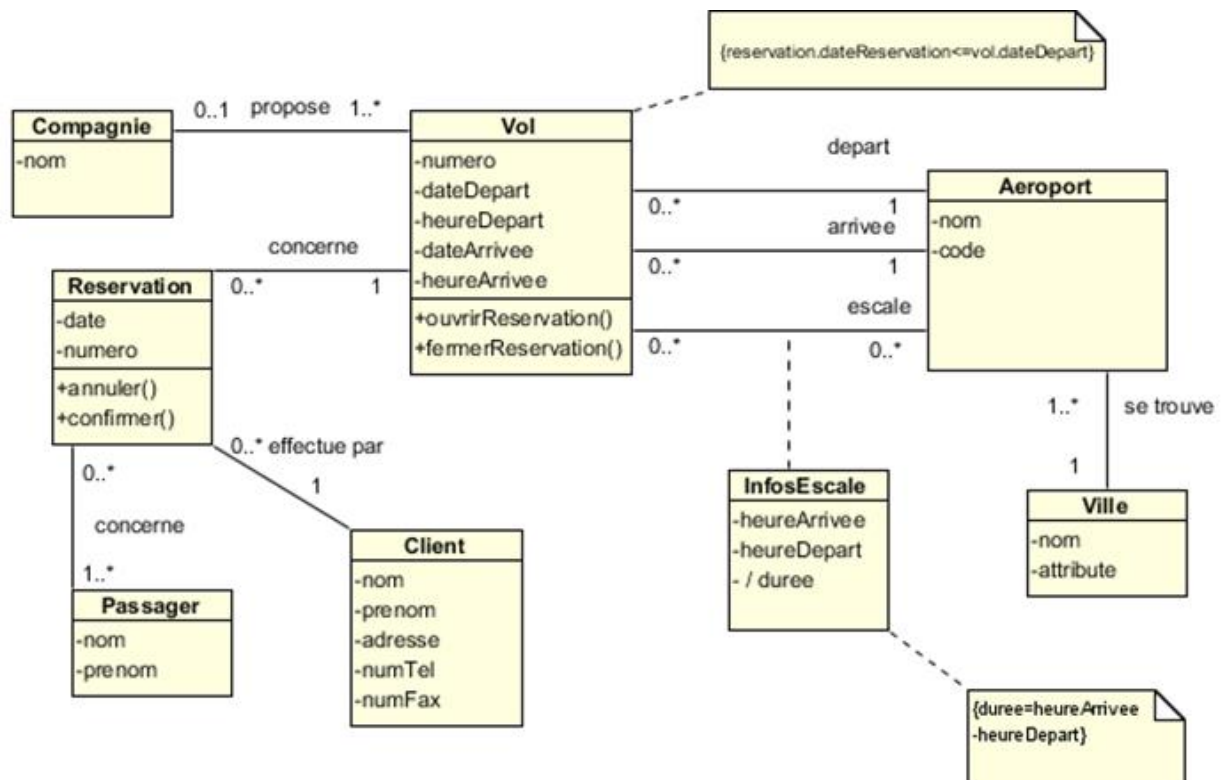 {reservation.dateReservation<=vol.dateDepart}
0..1 propose 1..*
Compagnie
-nom
Vol
-numero
-dateDepart
-heureDepart
-dateArrivee
-heureArrivee
+ouvrirReservation()
+fermerReservation()
depart
0..* 1
arrivee
0..* 1
escale
0..* 0..*
Aeroport
-nom
-code
concerne
0..* 1
Reservation
-date
-numero
+annuler()
+confirmer()
0..* effectue par
1
0..*
concerne
1..*
Passager
-nom
-prenom
Client
-nom
-prenom
-adresse
-numTel
-numFax
InfosEscale
-heureArrivee
-heureDepart
- / duree
1..* se trouve
1
Ville
-nom
-attribute
{duree=heureArrivee
-heureDepart}